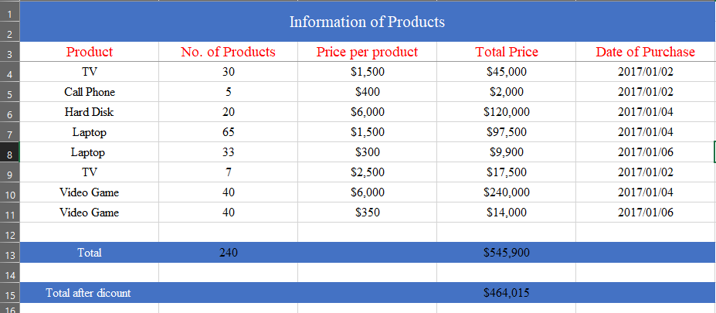 1
2
Information of Products
3 Product No. of Products Price per product Total Price Date of Purchase
4 TV 30 $1,500 $45,000 2017/01/02
5 Call Phone 5 $400 $2,000 2017/01/02
6 Hard Disk 20 $6,000 $120,000 2017/01/04
7 Laptop 65 $1,500 $97,500 2017/01/04
8 Laptop 33 $300 $9,900 2017/01/06
9 TV 7 $2,500 $17,500 2017/01/02
10 Video Game 40 $6,000 $240,000 2017/01/04
11 Video Game 40 $350 $14,000 2017/01/06
12
13 Total 240 $545,900
14
15 Total after dicount $464,015
16